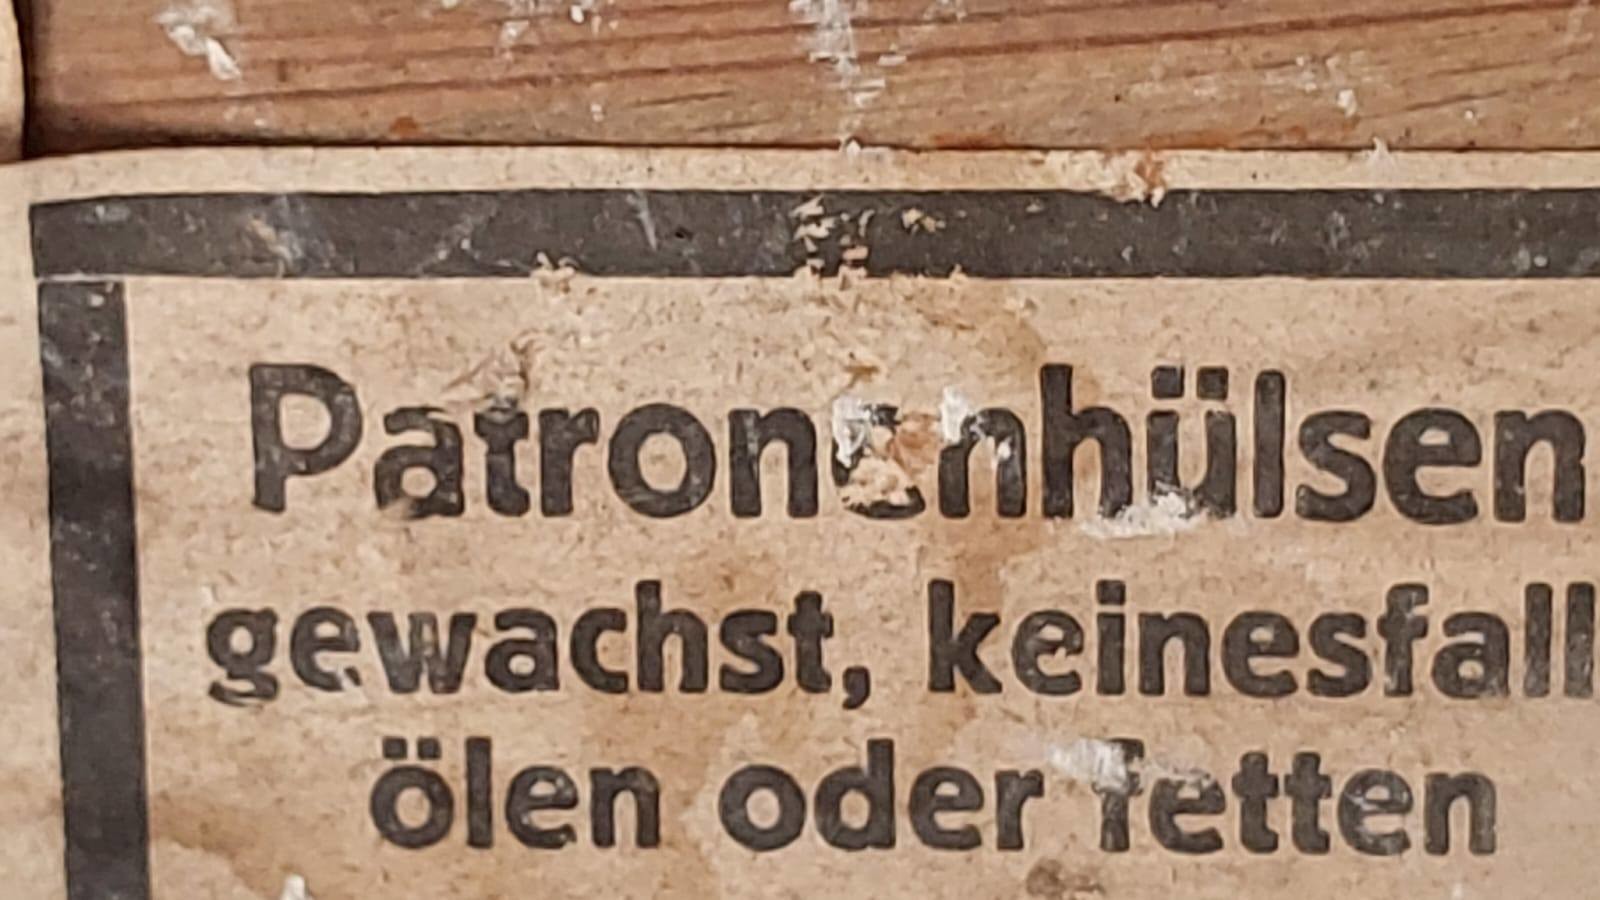 Patronenhülsen
gewachst, keinesfall
ölen oder fetten